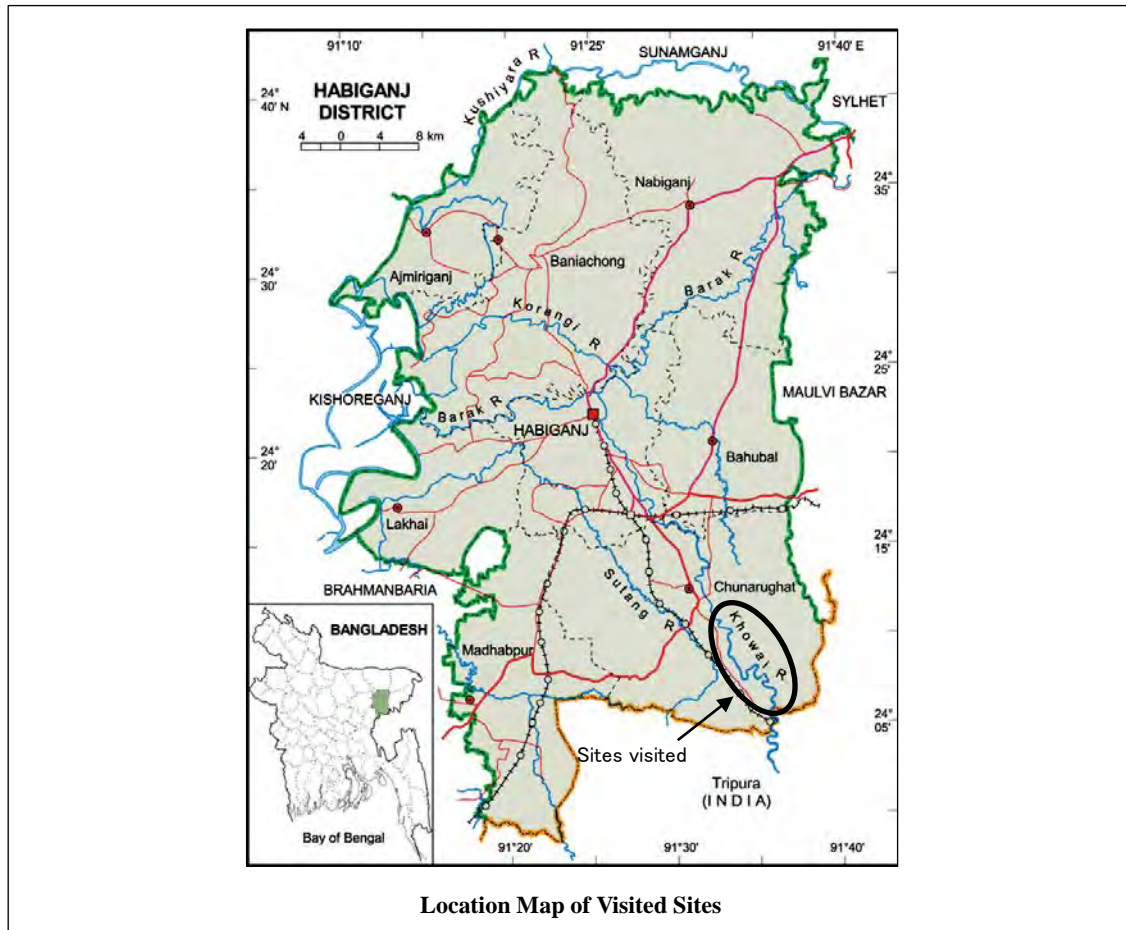 91°10'
91°25'
91°40' E
SUNAMGANJ
Kushiyara R
HABIGANJ
DISTRICT
4 0 4 8 km
24°
40' N
SYLHET
24°
35'
Nabiganj
Baniachong
Ajmiriganj
24°
30'
Barak R
Korangi R
24°
25'
KISHOREGANJ
MAULVI BAZAR
Barak R
HABIGANJ
Bahubal
24°
20'
Lakhai
24°
15'
Chunarughat
BRAHMANBARIA
Sutang R
Khowai R
BANGLADESH
Madhabpur
24°
05'
Sites visited
Tripura
(INDIA)
Bay of Bengal
91°20'
91°30'
91°40'
Location Map of Visited Sites